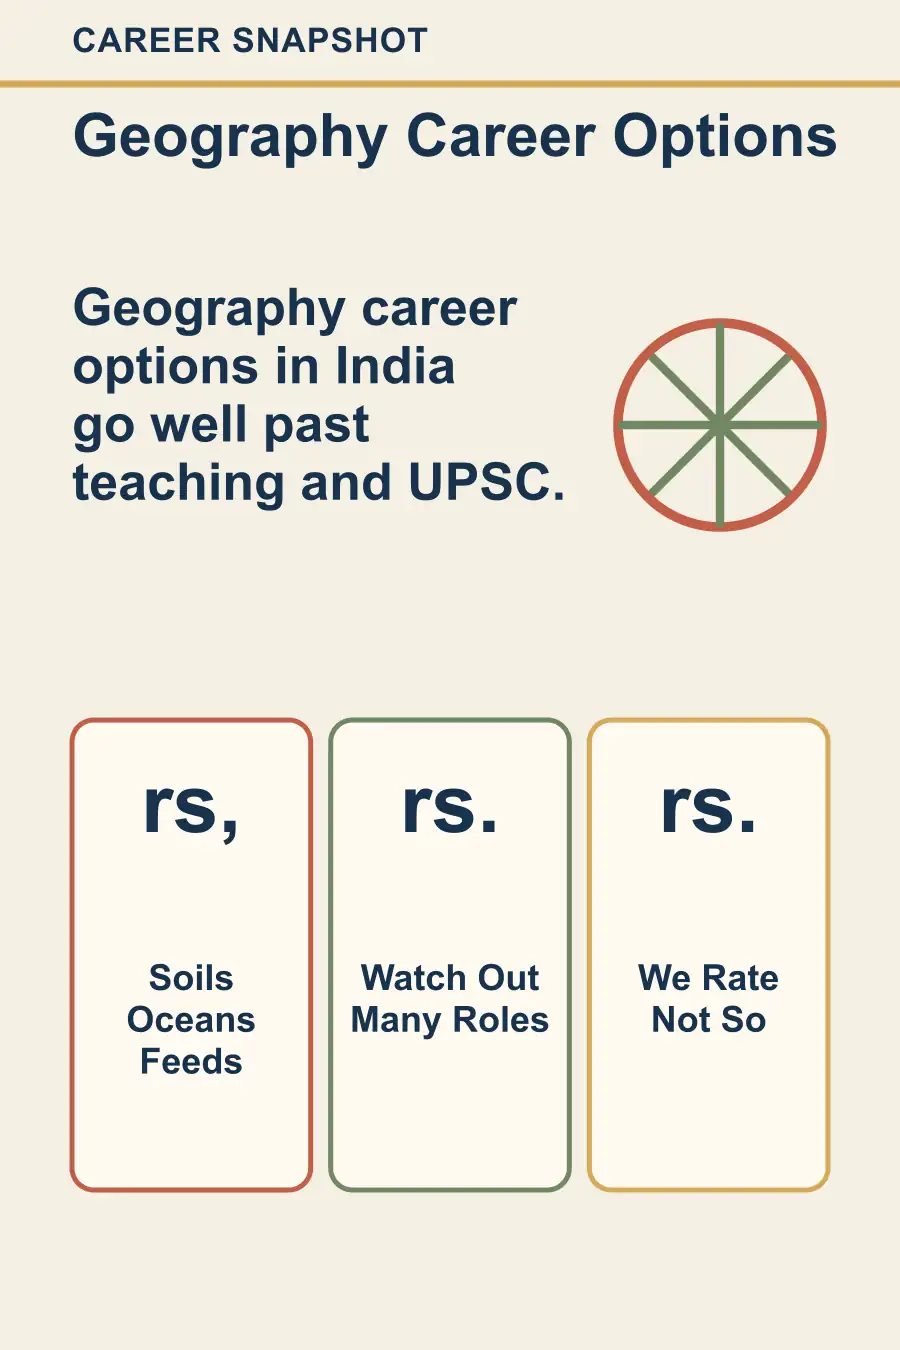 CAREER SNAPSHOT
Geography Career Options
Geography career
options in India
go well past
teaching and UPSC.
rs,
Soils
Oceans
Feeds
rs.
Watch Out
Many Roles
rs.
We Rate
Not So